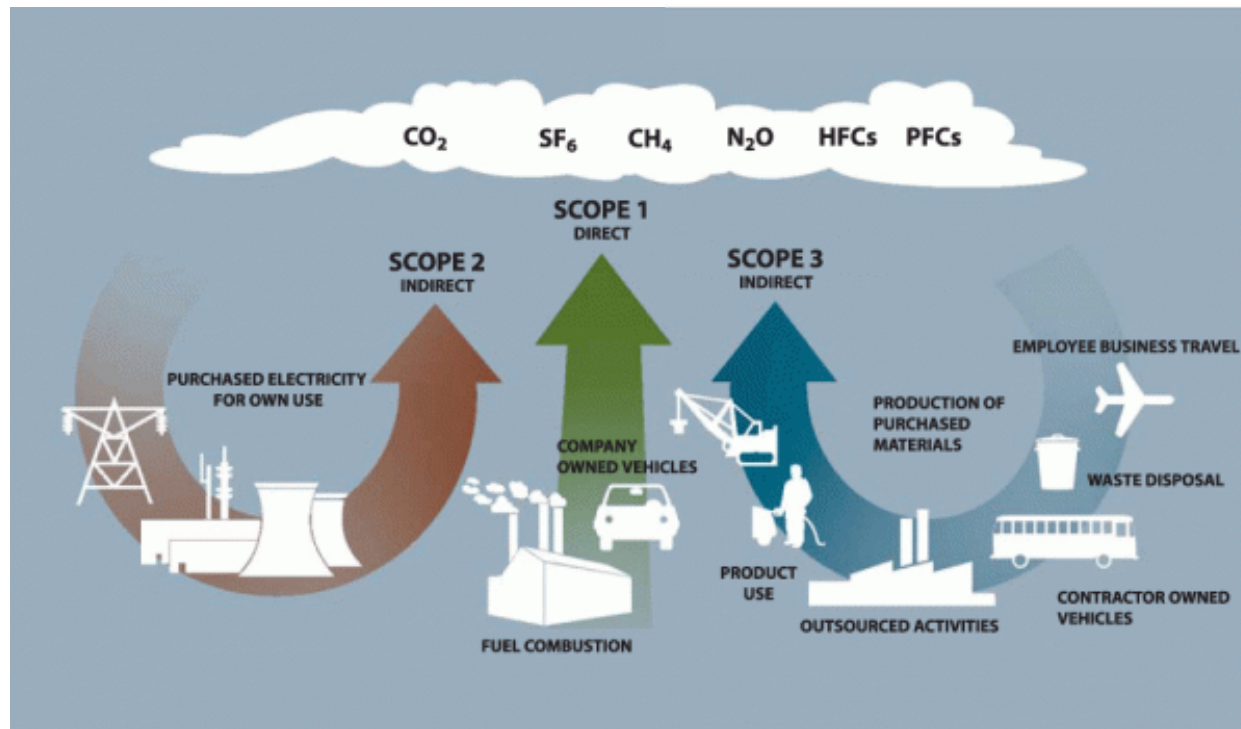 CO₂ SF₆ CH₄ N₂O HFCs PFCs
SCOPE 1
DIRECT
SCOPE 2
INDIRECT
SCOPE 3
INDIRECT
PURCHASED ELECTRICITY
FOR OWN USE
COMPANY
OWNED VEHICLES
FUEL COMBUSTION
EMPLOYEE BUSINESS TRAVEL
PRODUCTION OF
PURCHASED
MATERIALS
WASTE DISPOSAL
PRODUCT
USE
OUTSOURCED ACTIVITIES
CONTRACTOR OWNED
VEHICLES